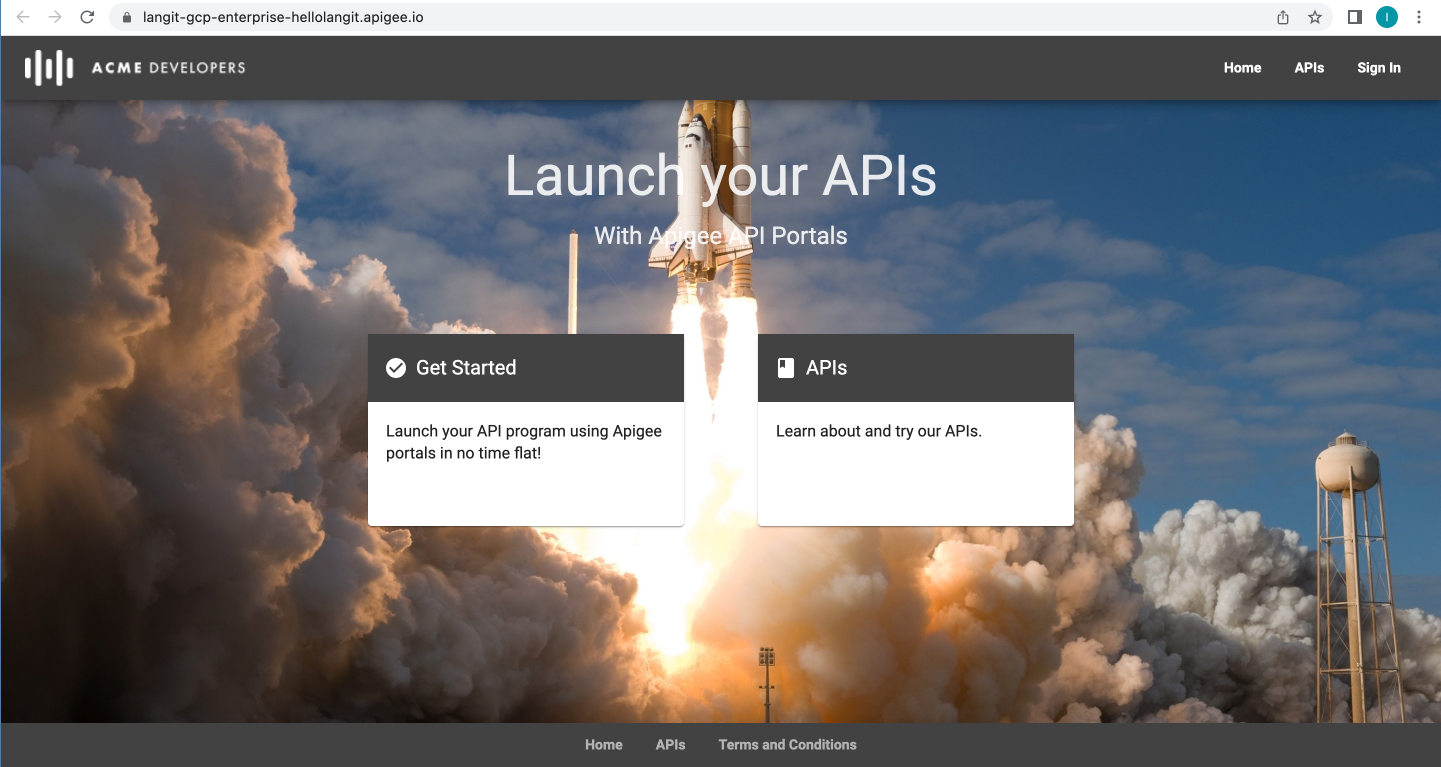 langit-gcp-enterprise-hellolangit.apigee.io
I
ACME DEVELOPERS
Home APIs Sign In
Launch your APIs
With Apigee API Portals
Get Started
Launch your API program using Apigee
portals in no time flat!
APIs
Learn about and try our APIs.
Home APIs Terms and Conditions